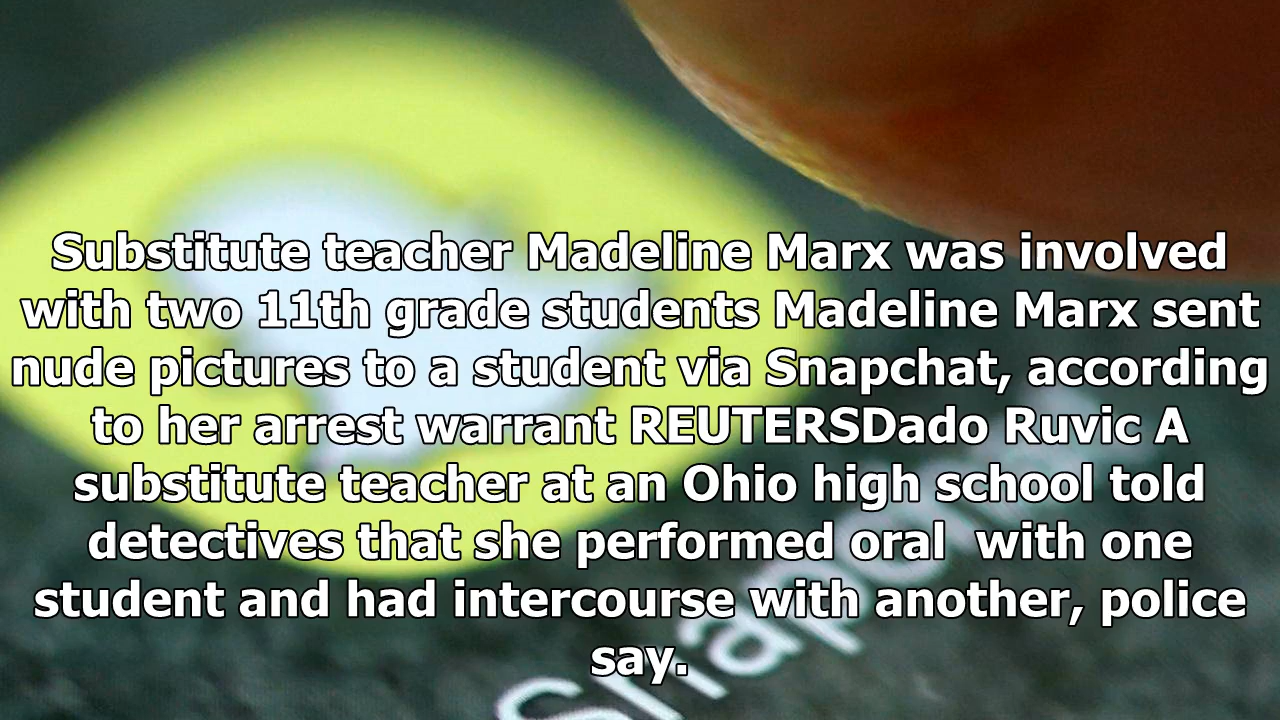 Substitute teacher Madeline Marx was involved
with two 11th grade students Madeline Marx sent
nude pictures to a student via Snapchat, according
to her arrest warrant REUTERSDado Ruvic A
substitute teacher at an Ohio high school told
detectives that she performed oral  with one
student and had intercourse with another, police
say.